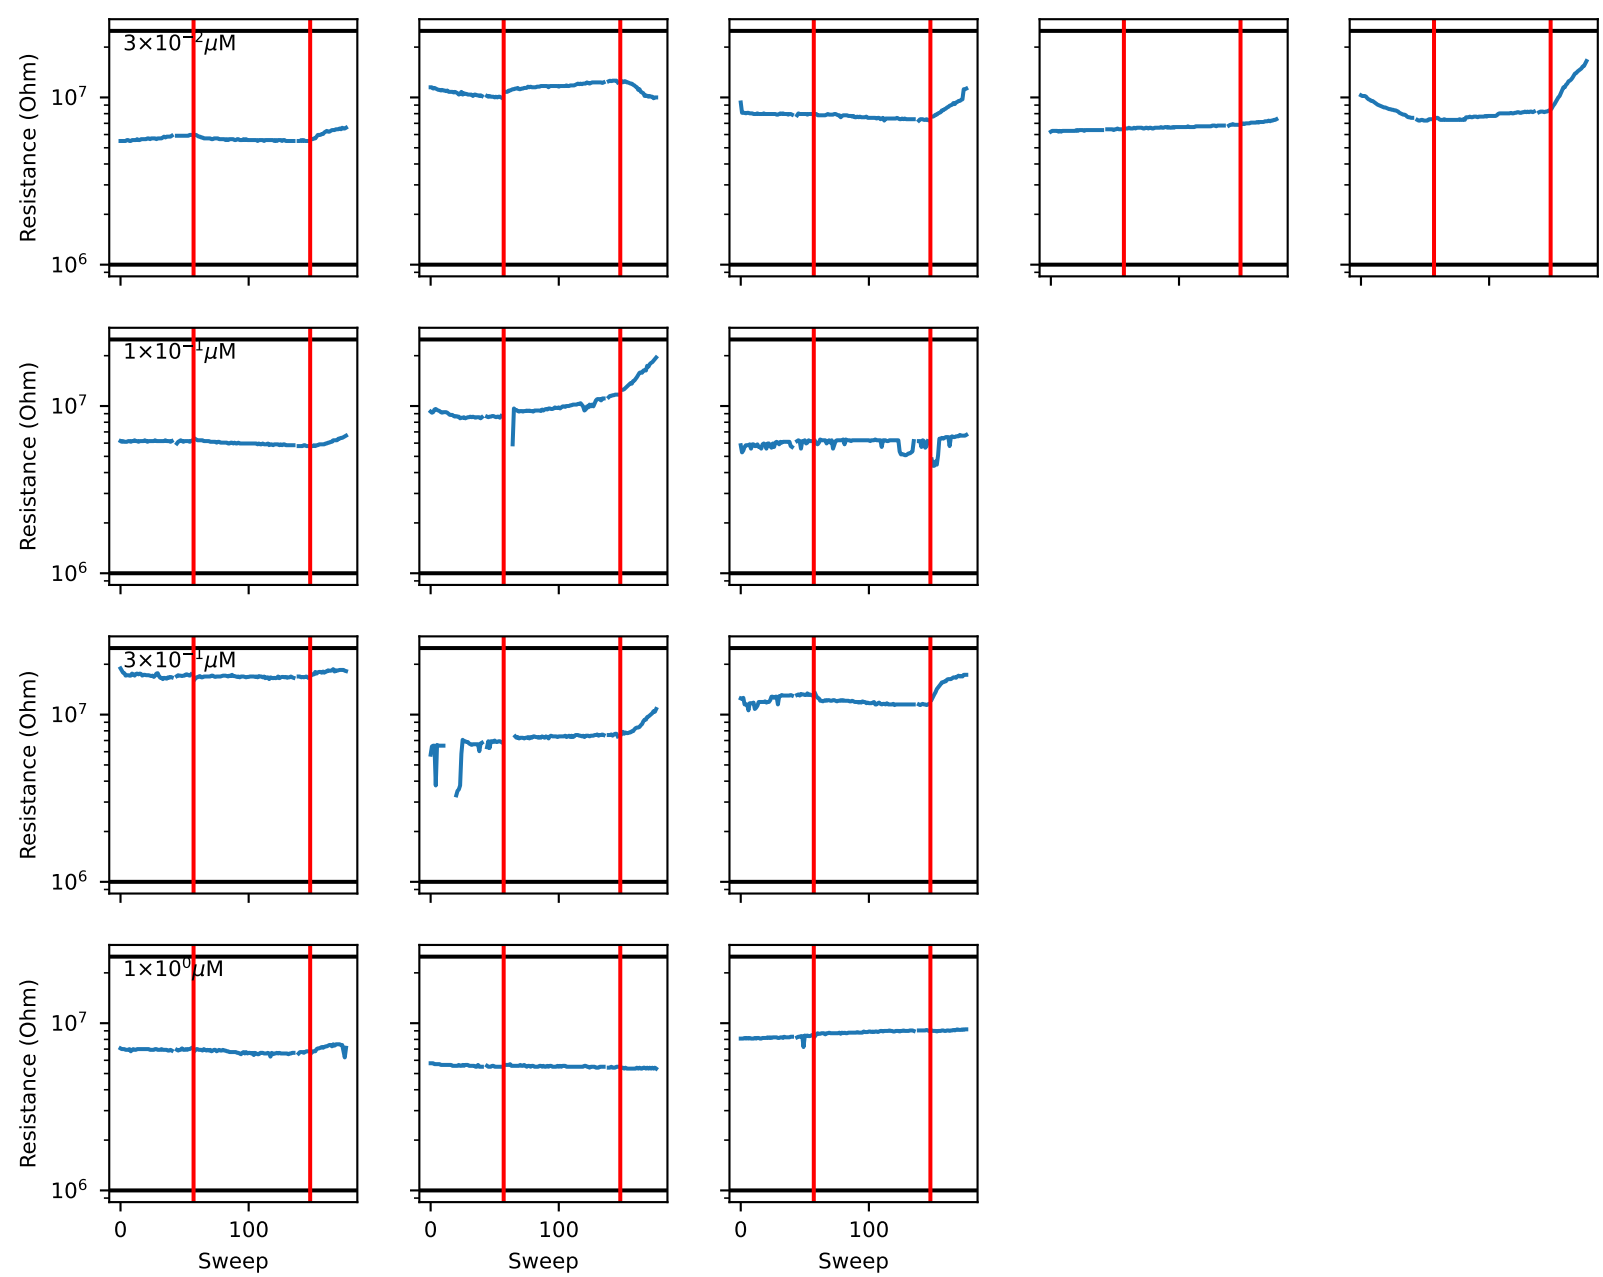 Resistance (Ohm)
10⁷
10⁶
3×10⁻²μM
Resistance (Ohm)
10⁷
10⁶
1×10⁻¹μM
Resistance (Ohm)
10⁷
10⁶
3×10⁻¹μM
Resistance (Ohm)
10⁷
10⁶
1×10⁰μM
0 100 0 100 0 100
Sweep Sweep Sweep